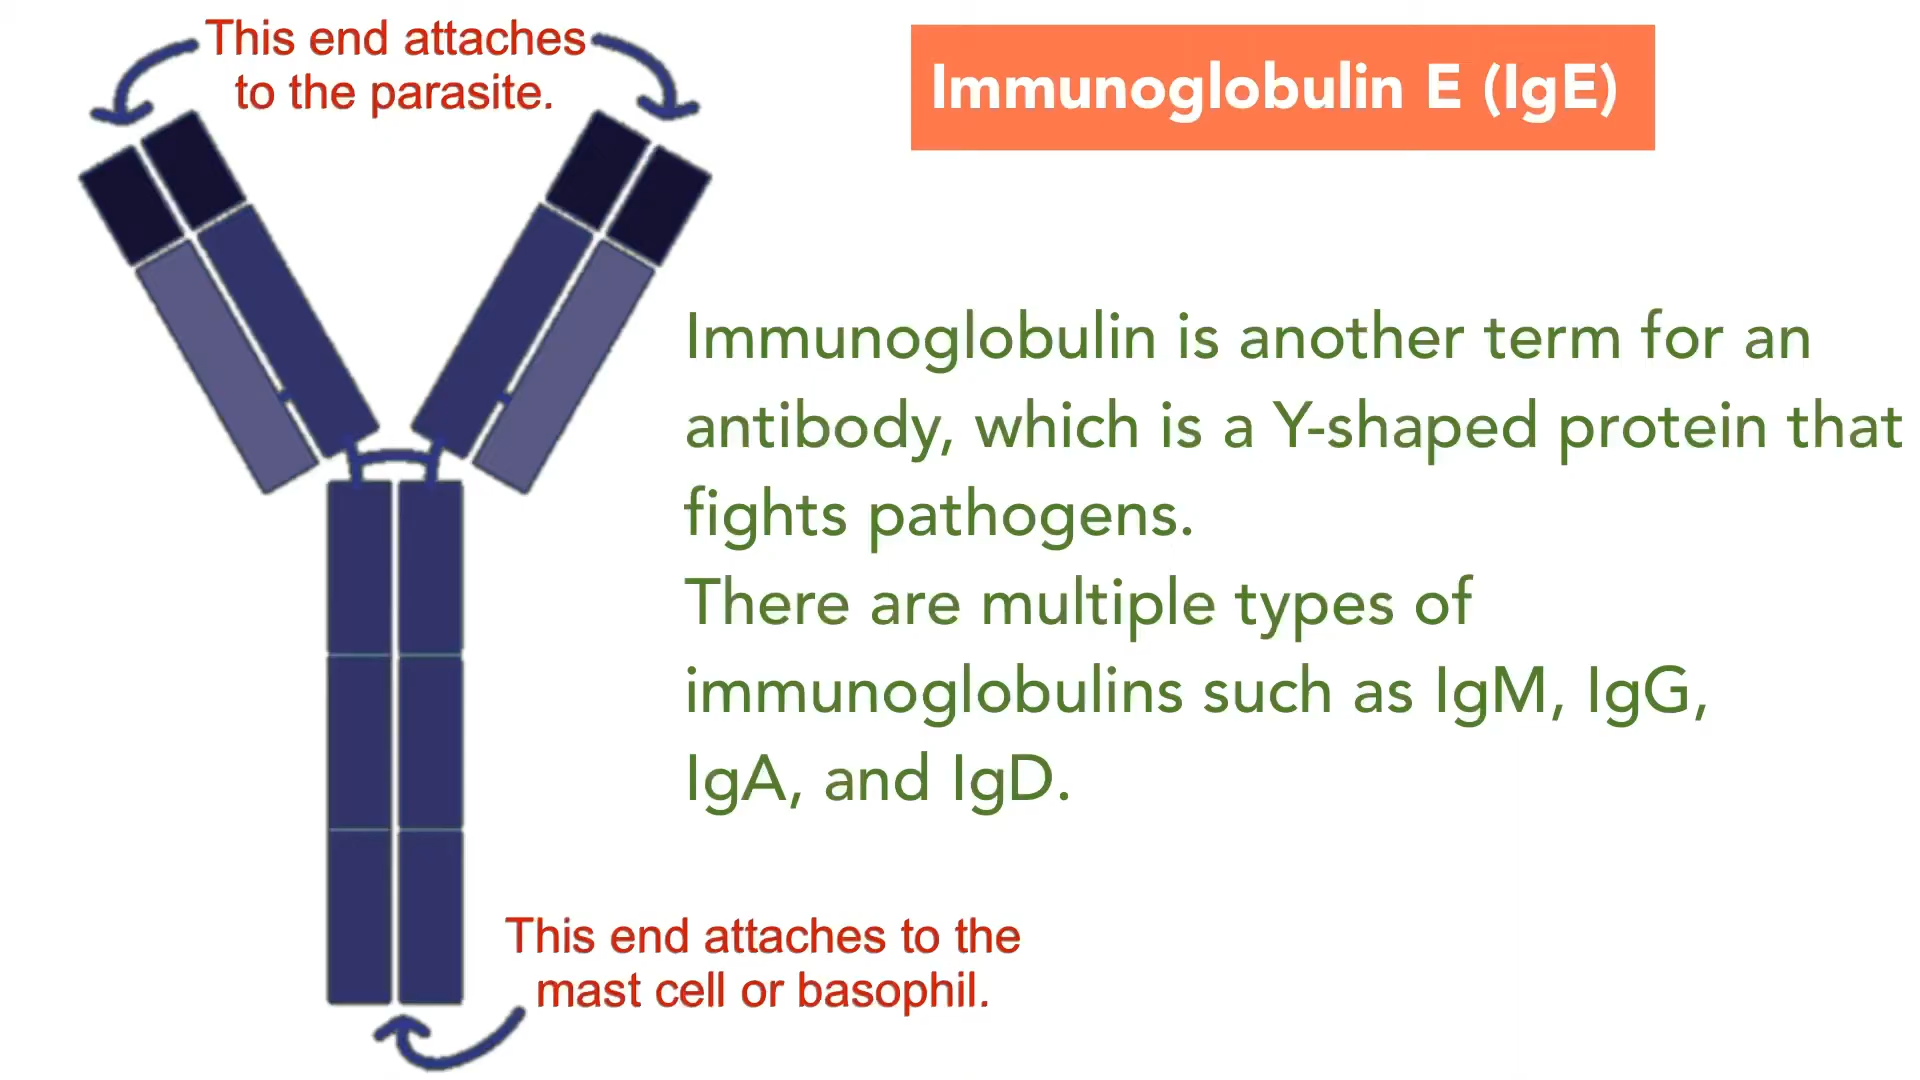 This end attaches
to the parasite.
Immunoglobulin E (IgE)
Immunoglobulin is another term for an
antibody, which is a Y-shaped protein that
fights pathogens.
There are multiple types of
immunoglobulins such as IgM, IgG,
IgA, and IgD.
This end attaches to the
mast cell or basophil.